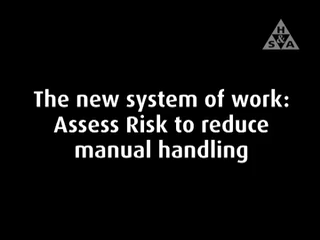 H
& 
S A
The new system of work:
Assess Risk to reduce
manual handling